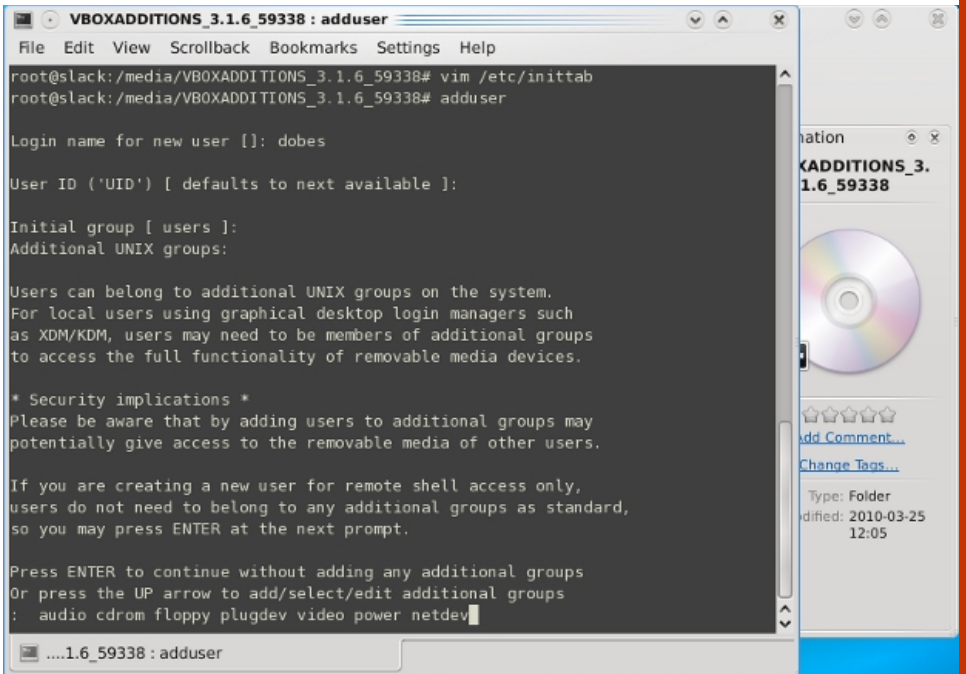 VBOXADDITIONS_3.1.6_59338 : adduser
File Edit View Scrollback Bookmarks Settings Help
root@slack:/media/VBOXADDITIONS_3.1.6_59338# vim /etc/inittab
root@slack:/media/VBOXADDITIONS_3.1.6_59338# adduser
Login name for new user []: dobes
User ID ('UID') [ defaults to next available ]:
Initial group [ users ]:
Additional UNIX groups:
Users can belong to additional UNIX groups on the system.
For local users using graphical desktop login managers such
as XDM/KDM, users may need to be members of additional groups
to access the full functionality of removable media devices.
* Security implications *
Please be aware that by adding users to additional groups may
potentially give access to the removable media of other users.
If you are creating a new user for remote shell access only,
users do not need to belong to any additional groups as standard,
so you may press ENTER at the next prompt.
Press ENTER to continue without adding any additional groups
Or press the UP arrow to add/select/edit additional groups
:  audio cdrom floppy plugdev video power netdev
....1.6_59338 : adduser
mation
XADDITIONS_3.
1.6_59338
Add Comment...
Change Tags...
Type: Folder
odified: 2010-03-25
12:05